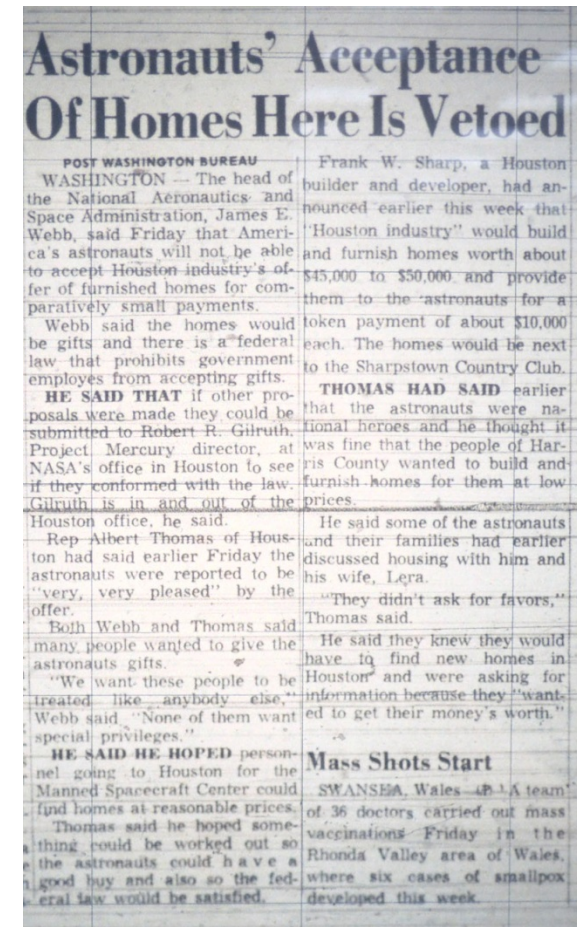 Astronauts' Acceptance
Of Homes Here Is Vetoed
POST WASHINGTON BUREAU
WASHINGTON — The head of
the National Aeronautics and
Space Administration, James E.
Webb, said Friday that Ameri-
ca's astronauts will not be able
to accept Houston industry's of-
fer of furnished homes for com-
paratively small payments.
Webb said the homes would
be gifts and there is a federal
law that prohibits government
employes from accepting gifts.
HE SAID THAT if other pro-
posals were made they could be
submitted to Robert R. Gilruth,
Project Mercury director, at
NASA's office in Houston to see
if they conformed with the law.
Gilruth is in and out of the
Houston office, he said.
Rep Albert Thomas of Hous-
ton had said earlier Friday the
astronauts were reported to be
"very, very pleased" by the
offer.
Both Webb and Thomas said
many people wanted to give the
astronauts gifts.
"We want these people to be
treated like anybody else,"
Webb said. "None of them want
special privileges."
HE SAID HE HOPED person-
nel going to Houston for the
Manned Spacecraft Center could
find homes at reasonable prices.
Thomas said he hoped some-
thing could be worked out so
the astronauts could have a
good buy and also so the fed-
eral law would be satisfied.
Frank W. Sharp, a Houston
builder and developer, had an-
nounced earlier this week that
"Houston industry" would build
and furnish homes worth about
$45,000 to $50,000 and provide
them to the astronauts for a
token payment of about $10,000
each. The homes would be next
to the Sharpstown Country Club.
THOMAS HAD SAID earlier
that the astronauts were na-
tional heroes and he thought it
was fine that the people of Har-
ris County wanted to build and
furnish homes for them at low
prices.
He said some of the astronauts
and their families had earlier
discussed housing with him and
his wife, Lera.
"They didn't ask for favors,"
Thomas said.
He said they knew they would
have to find new homes in
Houston and were asking for
information because they "want-
ed to get their money's worth."
Mass Shots Start
SWANSEA, Wales (AP) A team
of 36 doctors carried out mass
vaccinations Friday in the
Rhonda Valley area of Wales,
where six cases of smallpox
developed this week.